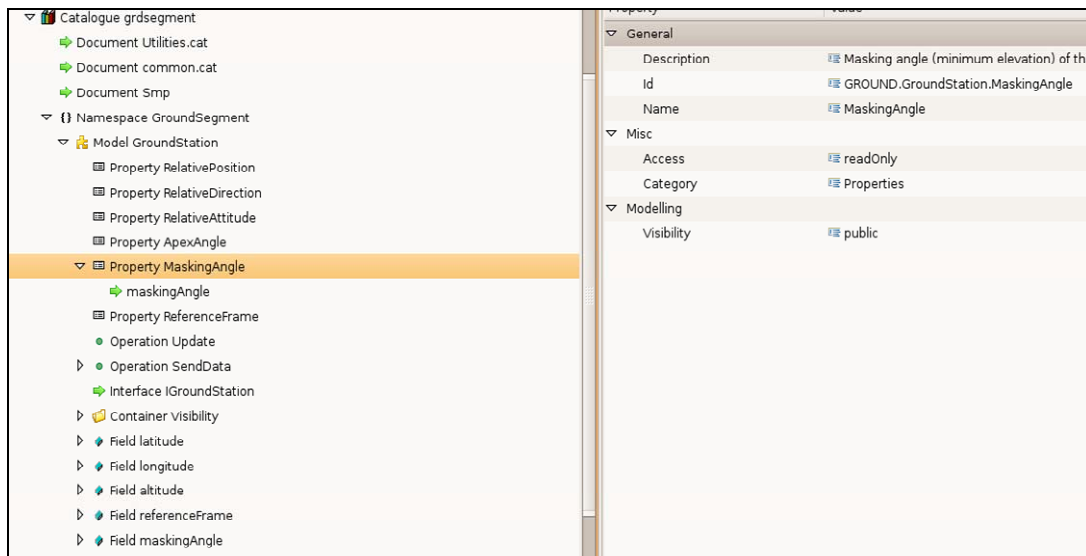 Property Value
Catalogue grdsegment
Document Utilities.cat
Document common.cat
Document Smp
{} Namespace GroundSegment
Model GroundStation
Property RelativePosition
Property RelativeDirection
Property RelativeAttitude
Property ApexAngle
Property MaskingAngle
maskingAngle
Property ReferenceFrame
Operation Update
Operation SendData
Interface IGroundStation
Container Visibility
Field latitude
Field longitude
Field altitude
Field referenceFrame
Field maskingAngle
General
Description Masking angle (minimum elevation) of th
Id GROUND.GroundStation.MaskingAngle
Name MaskingAngle
Misc
Access readOnly
Category Properties
Modelling
Visibility public